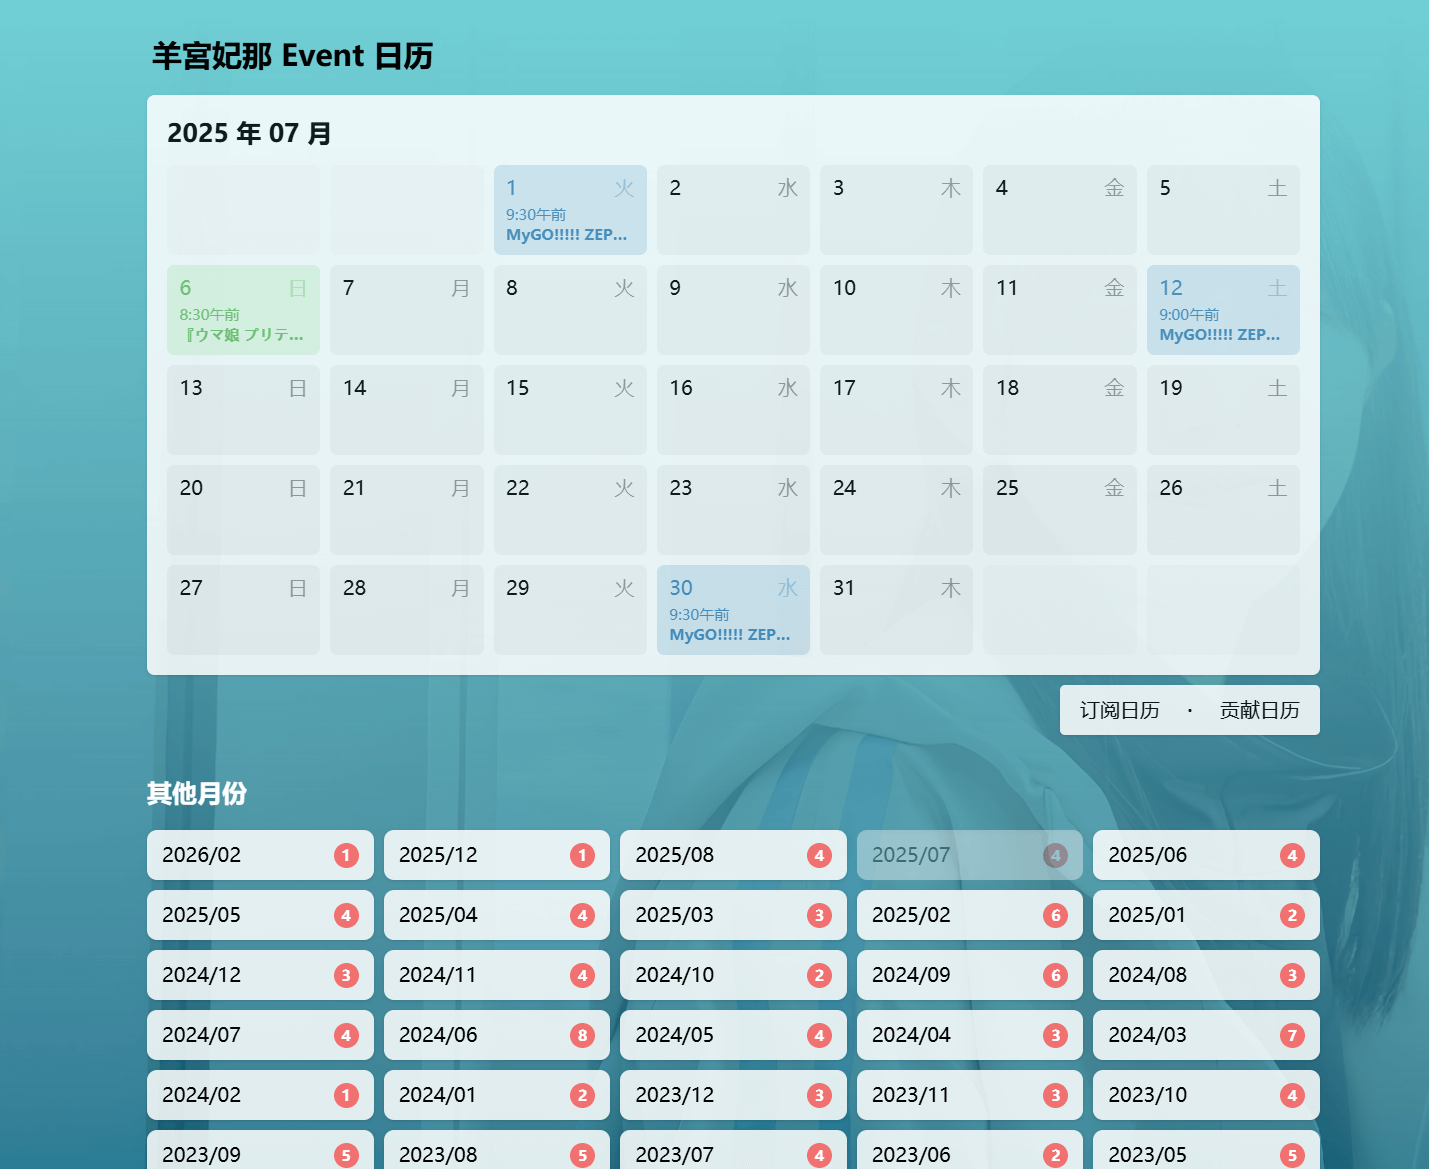 羊宮妃那 Event 日历
2025 年 07 月
1 火 2 水 3 木 4 金 5 土
9:30午前
MyGO!!!!! ZEP...
6 日 7 月 8 火 9 水 10 木 11 金 12 土
8:30午前 9:00午前
『ウマ娘 プリテ... MyGO!!!!! ZEP...
13 日 14 月 15 火 16 水 17 木 18 金 19 土
20 日 21 月 22 火 23 水 24 木 25 金 26 土
27 日 28 月 29 火 30 水 31 木
9:30午前
MyGO!!!!! ZEP...
订阅日历 · 贡献日历
其他月份
2026/02 1 2025/12 1 2025/08 4 2025/07 4 2025/06 4
2025/05 4 2025/04 4 2025/03 3 2025/02 6 2025/01 2
2024/12 3 2024/11 4 2024/10 2 2024/09 6 2024/08 3
2024/07 4 2024/06 8 2024/05 4 2024/04 3 2024/03 7
2024/02 1 2024/01 2 2023/12 3 2023/11 3 2023/10 4
2023/09 5 2023/08 5 2023/07 4 2023/06 2 2023/05 5